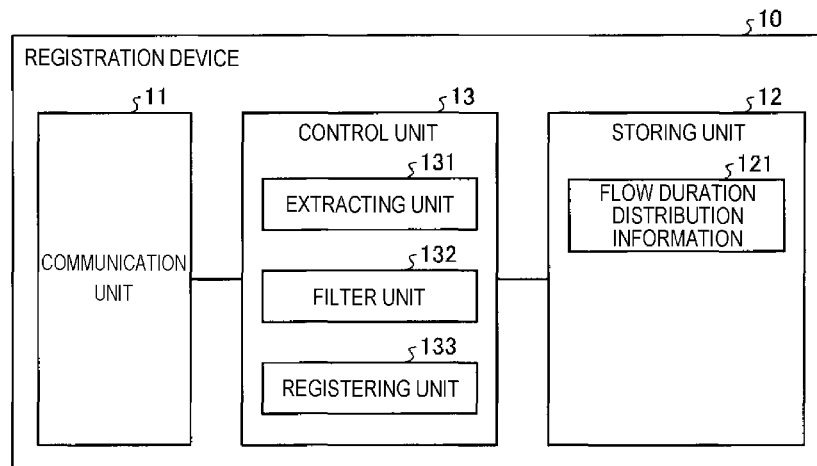 10
REGISTRATION DEVICE
11
COMMUNICATION
UNIT
13
CONTROL UNIT
131
EXTRACTING UNIT
132
FILTER UNIT
133
REGISTERING UNIT
12
STORING UNIT
121
FLOW DURATION
DISTRIBUTION
INFORMATION